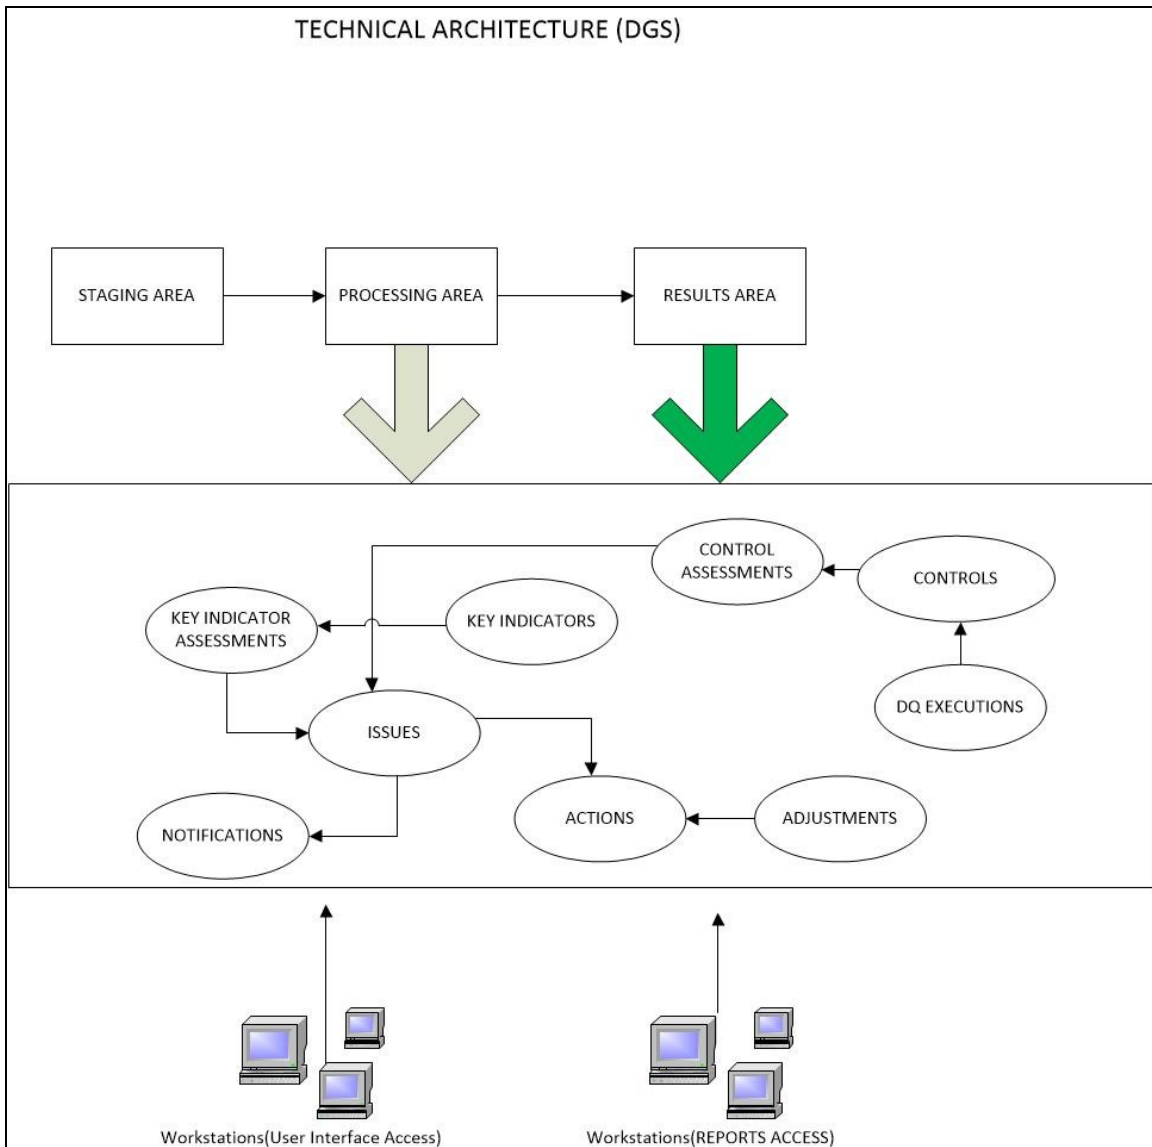 TECHNICAL ARCHITECTURE (DGS)
STAGING AREA
PROCESSING AREA
RESULTS AREA
CONTROL
ASSESSMENTS
CONTROLS
KEY INDICATOR
ASSESSMENTS
KEY INDICATORS
DQ EXECUTIONS
ISSUES
NOTIFICATIONS
ACTIONS
ADJUSTMENTS
Workstations(User Interface Access)
Workstations(REPORTS ACCESS)